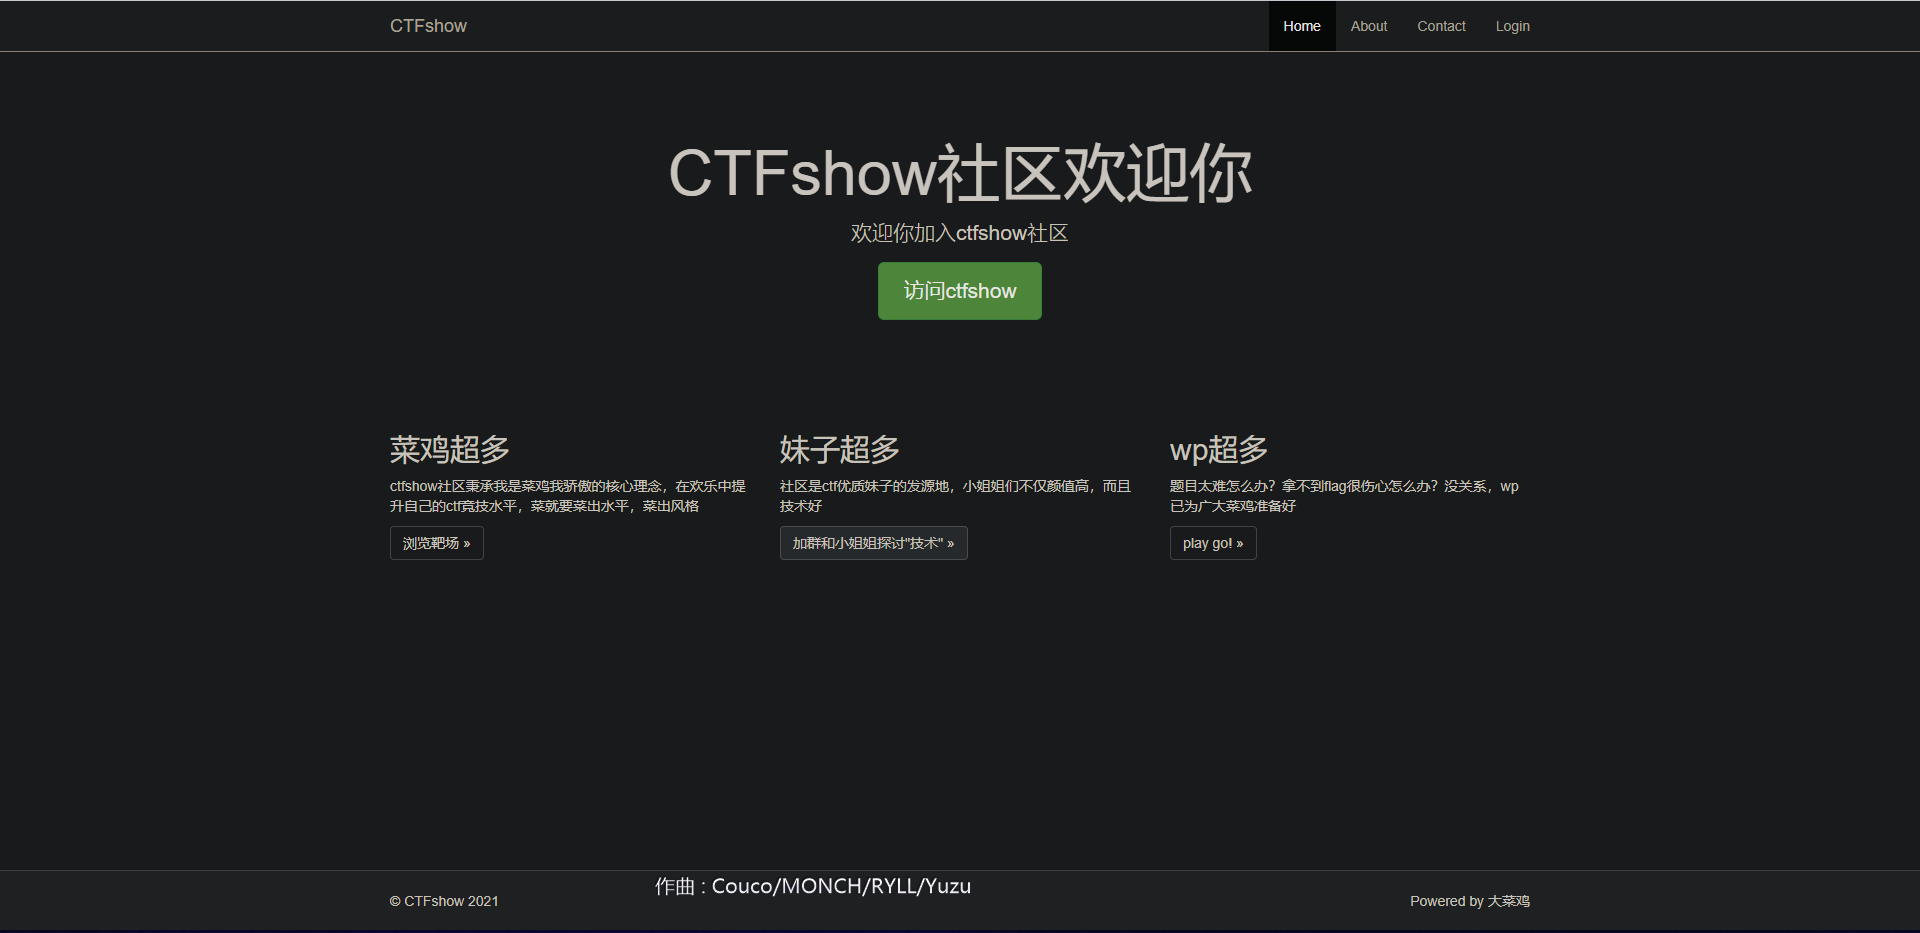 CTFshow
Home
About
Contact
Login
CTFshow社区欢迎你
欢迎你加入ctfshow社区
访问ctfshow
菜鸡超多
ctfshow社区秉承我是菜鸡我骄傲的核心理念，在欢乐中提
升自己的ctf竞技水平，菜就要菜出水平，菜出风格
浏览靶场 »
妹子超多
社区是ctf优质妹子的发源地，小姐姐们不仅颜值高，而且
技术好
加群和小姐姐探讨"技术" »
wp超多
题目太难怎么办？拿不到flag很伤心怎么办？没关系，wp
已为广大菜鸡准备好
play go! »
© CTFshow 2021
作曲 : Couco/MONCH/RYLL/Yuzu
Powered by 大菜鸡